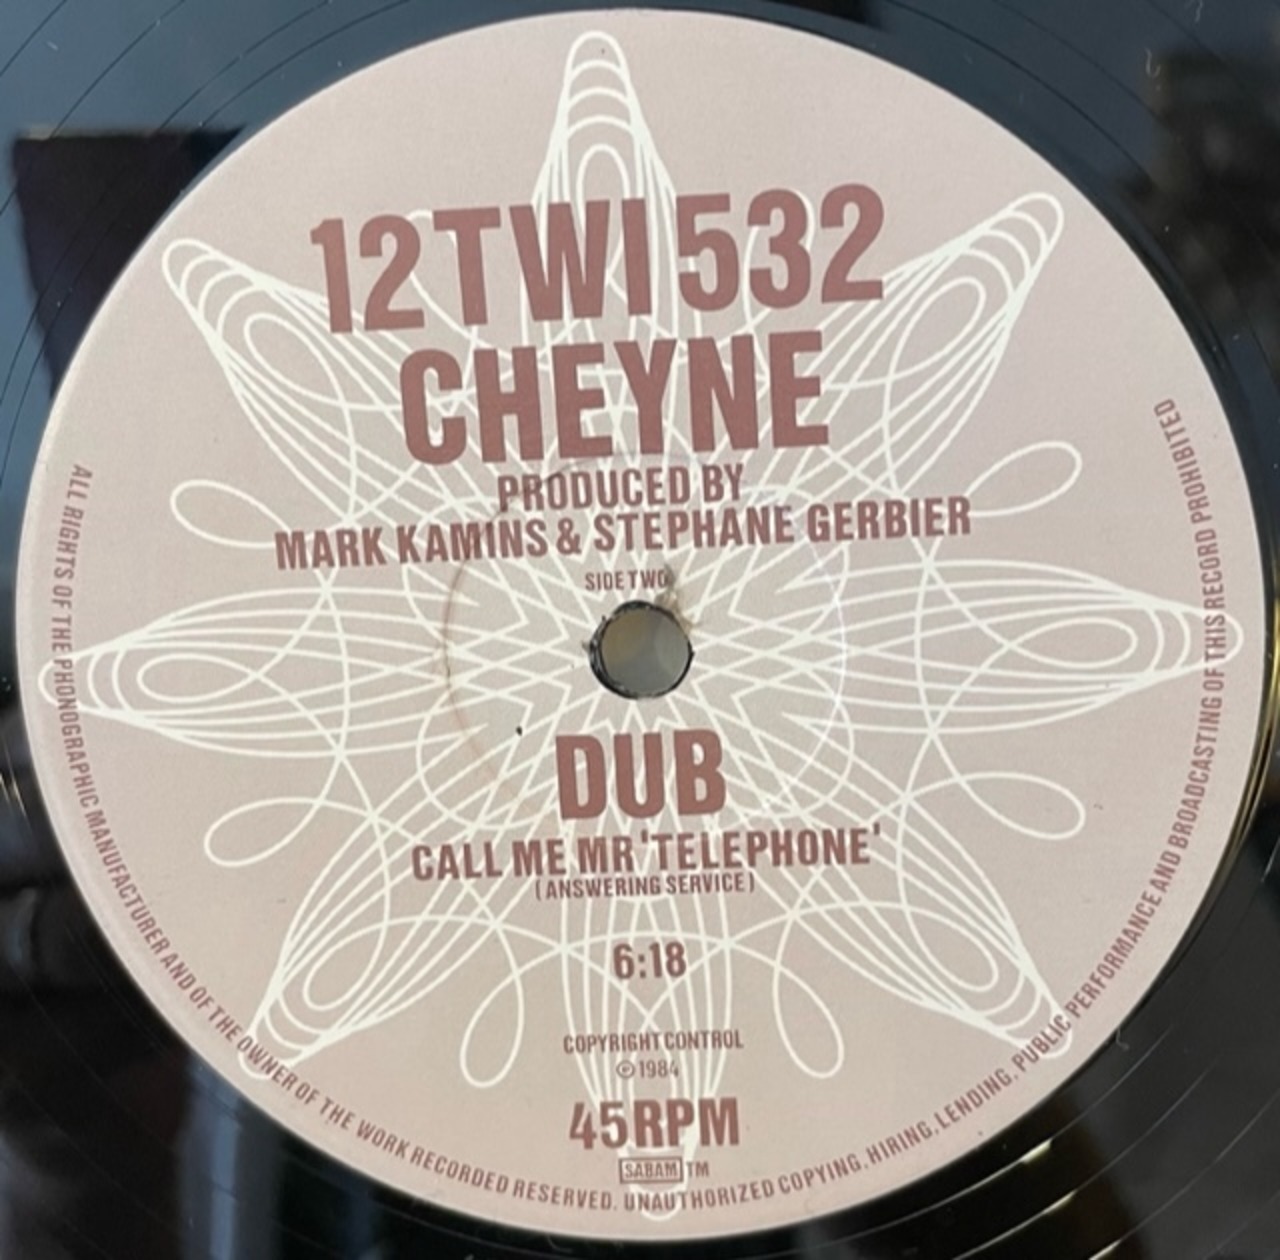 12TWI 532
CHEYNE
PRODUCED BY
MARK KAMINS & STEPHANE GERBIER
SIDE TWO
DUB
CALL ME MR 'TELEPHONE'
(ANSWERING SERVICE)
6:18
COPYRIGHT CONTROL
©1984
45RPM
SABAM TM
ALL RIGHTS OF THE PHONOGRAPHIC MANUFACTURER AND OF THE OWNER OF THE WORK RECORDED RESERVED. UNAUTHORIZED COPYING, HIRING, LENDING, PUBLIC PERFORMANCE AND BROADCASTING OF THIS RECORD PROHIBITED